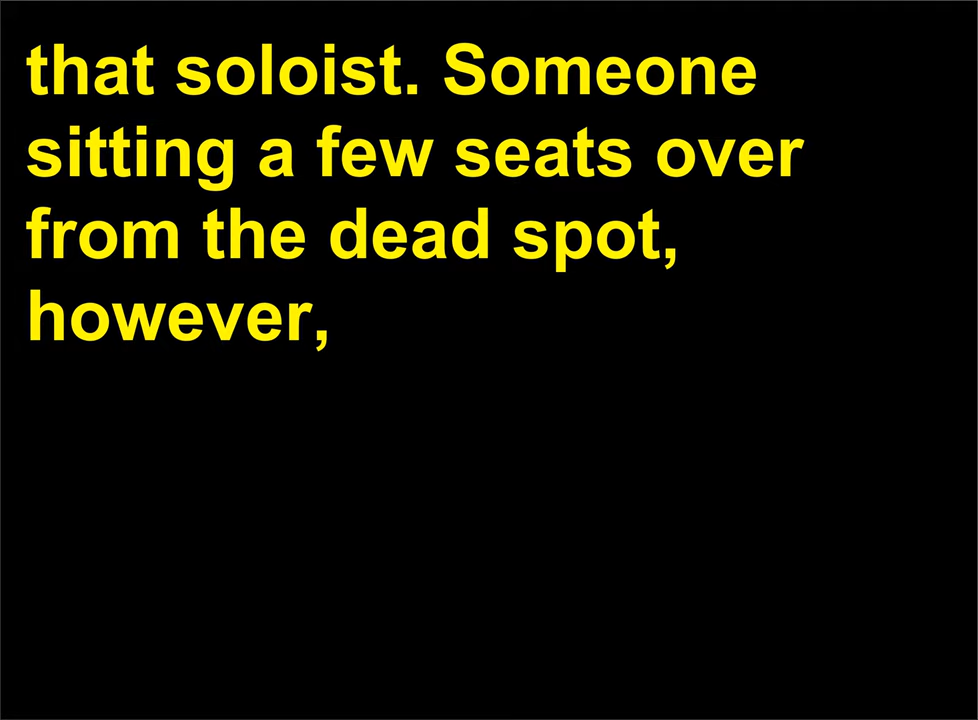 that soloist. Someone
sitting a few seats over
from the dead spot,
however,